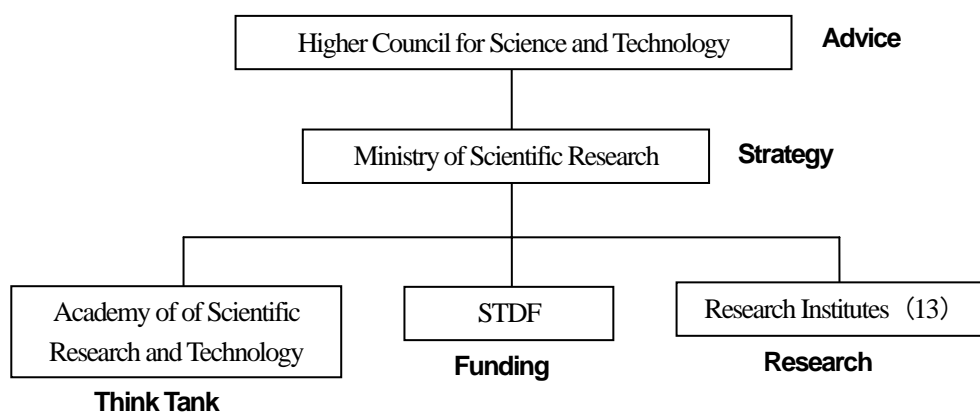 Higher Council for Science and Technology
Advice
Ministry of Scientific Research
Strategy
Academy of of Scientific
Research and Technology
Think Tank
STDF
Funding
Research Institutes（13）
Research